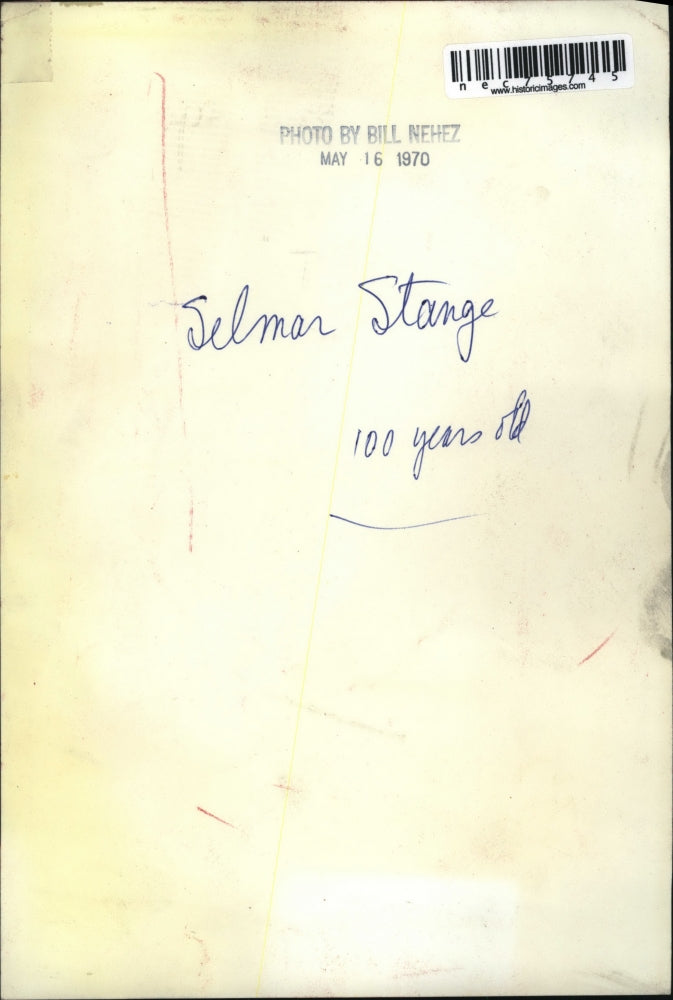 nec75745
www.historicimages.com
PHOTO BY BILL NEHEZ
MAY 16 1970
Selmar Stange
100 years old